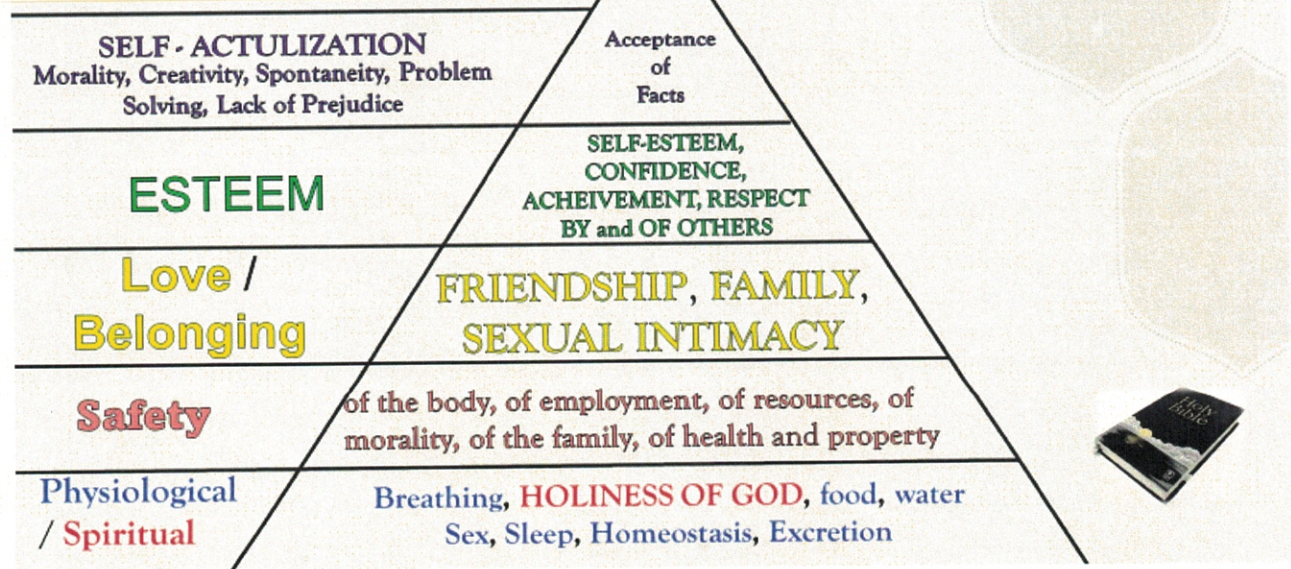 SELF - ACTULIZATION
Morality, Creativity, Spontaneity, Problem
Solving, Lack of Prejudice
Acceptance
of
Facts
ESTEEM
SELF-ESTEEM,
CONFIDENCE,
ACHEIVEMENT, RESPECT
BY and OF OTHERS
Love /
Belonging
FRIENDSHIP, FAMILY,
SEXUAL INTIMACY
Safety
of the body, of employment, of resources, of
morality, of the family, of health and property
Physiological
/ Spiritual
Breathing, HOLINESS OF GOD, food, water
Sex, Sleep, Homeostasis, Excretion
Holy
Bible